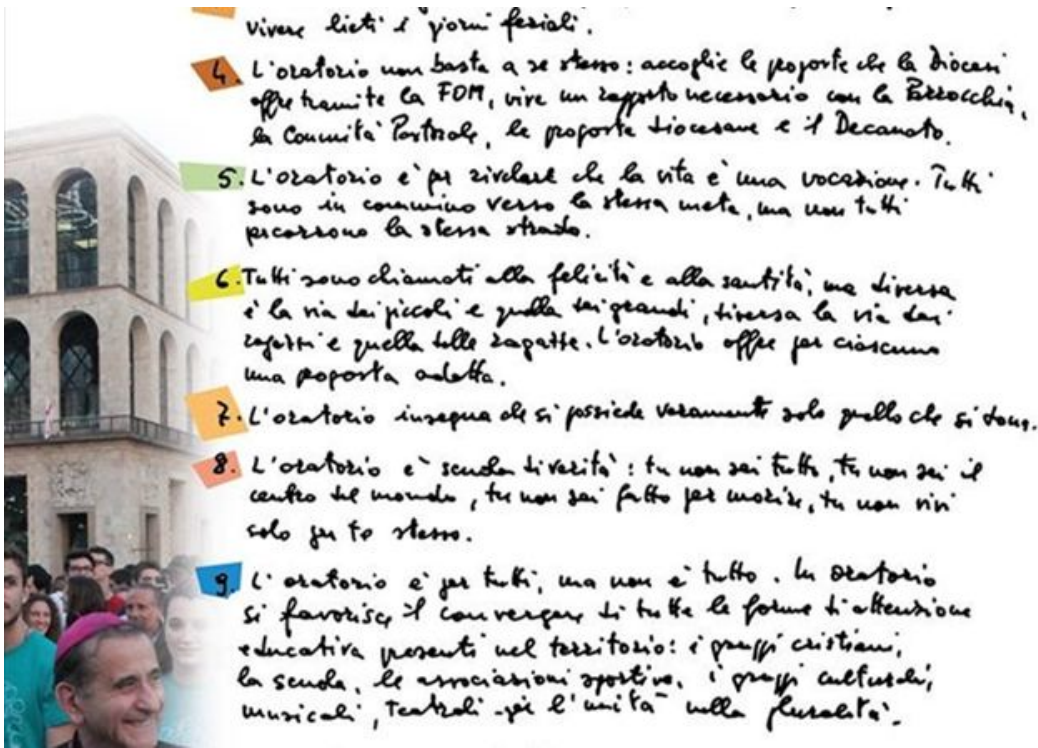 vivere lieti i giorni feriali.
4. L'oratorio non basta a se stesso: accoglie le proposte che la Diocesi
offre tramite la FOM, vive un rapporto necessario con la Parrocchia,
la Comunità Pastorale, le proposte diocesane e il Decanato.
5. L'oratorio è per rivelare che la vita è una vocazione. Tutti
sono in cammino verso la stessa meta, ma non tutti
percorrono la stessa strada.
6. Tutti sono chiamati alla felicità e alla santità, ma diversa
è la via dei piccoli e quella dei grandi, diversa la via dei
ragazzi e quella delle ragazze. L'oratorio offre per ciascuno
una proposta adatta.
7. L'oratorio insegna che si possiede veramente solo quello che si dona.
8. L'oratorio è scuola di verità: tu non sei tutto, tu non sei il
centro del mondo, tu non sei fatto per morire, tu non vivi
solo per te stesso.
9. L'oratorio è per tutti, ma non è tutto. In oratorio
si favorisce il convergere di tutte le forme di attenzione
educativa presenti nel territorio: i gruppi cristiani,
la scuola, le associazioni sportive, i gruppi culturali,
musicali, teatrali per l'unità nella pluralità.